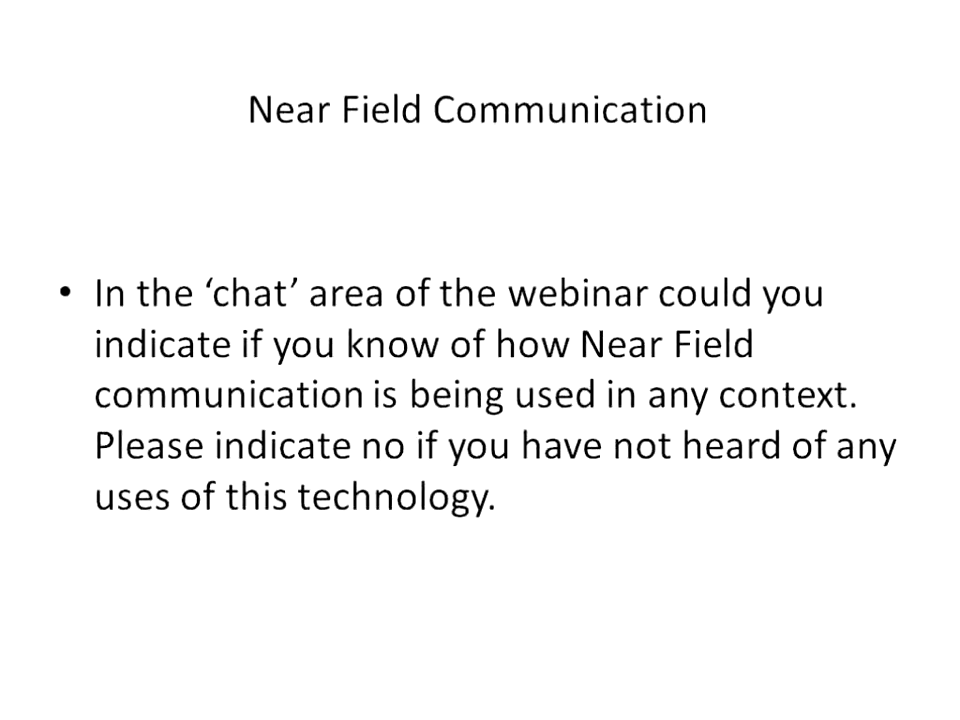 Near Field Communication
• In the ‘chat’ area of the webinar could you
indicate if you know of how Near Field
communication is being used in any context.
Please indicate no if you have not heard of any
uses of this technology.